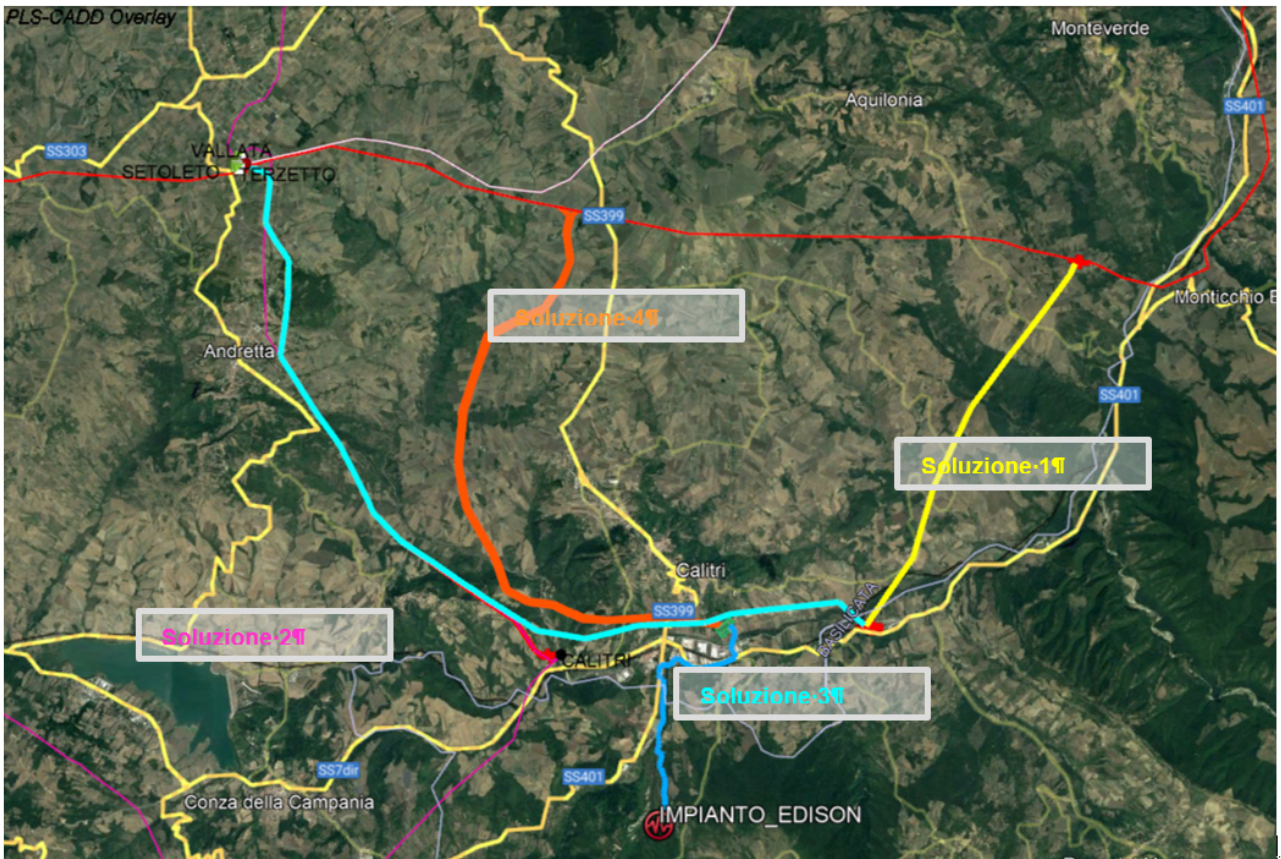 PLS-CADD Overlay
Monteverde
Aquilonia
SS401
SS303
VALLATA
SETOLETO
TERZETTO
SS399
Monticchio B
Soluzione·4¶
Andretta
SS401
Soluzione·1¶
Calitri
SS399
BASILICATA
Soluzione·2¶
CALITRI
Soluzione·3¶
SS7dir
SS401
Conza della Campania
IMPIANTO_EDISON